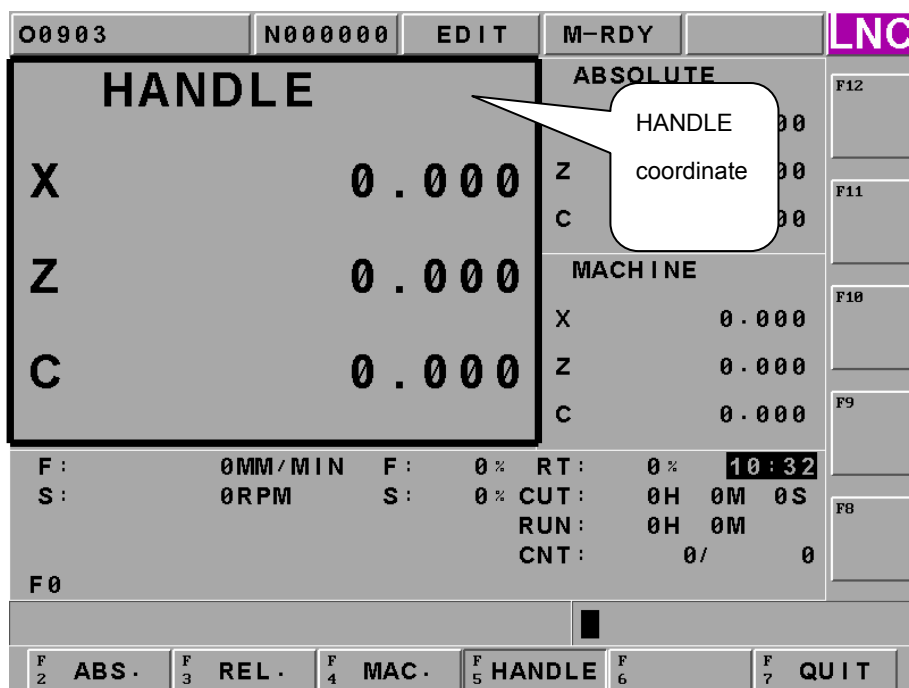 O0903 N000000 EDIT M-RDY LNC
HANDLE
X 0.000
Z 0.000
C 0.000
ABSOLUTE
00
Z 00
C 00
HANDLE
coordinate
MACHINE
X 0.000
Z 0.000
C 0.000
F: 0MM/MIN F: 0% RT: 0% 10:32
S: 0RPM S: 0% CUT: 0H 0M 0S
RUN: 0H 0M
CNT: 0/ 0
F0
F12
F11
F10
F9
F8
F2 ABS. F3 REL. F4 MAC. F5 HANDLE F6 F7 QUIT